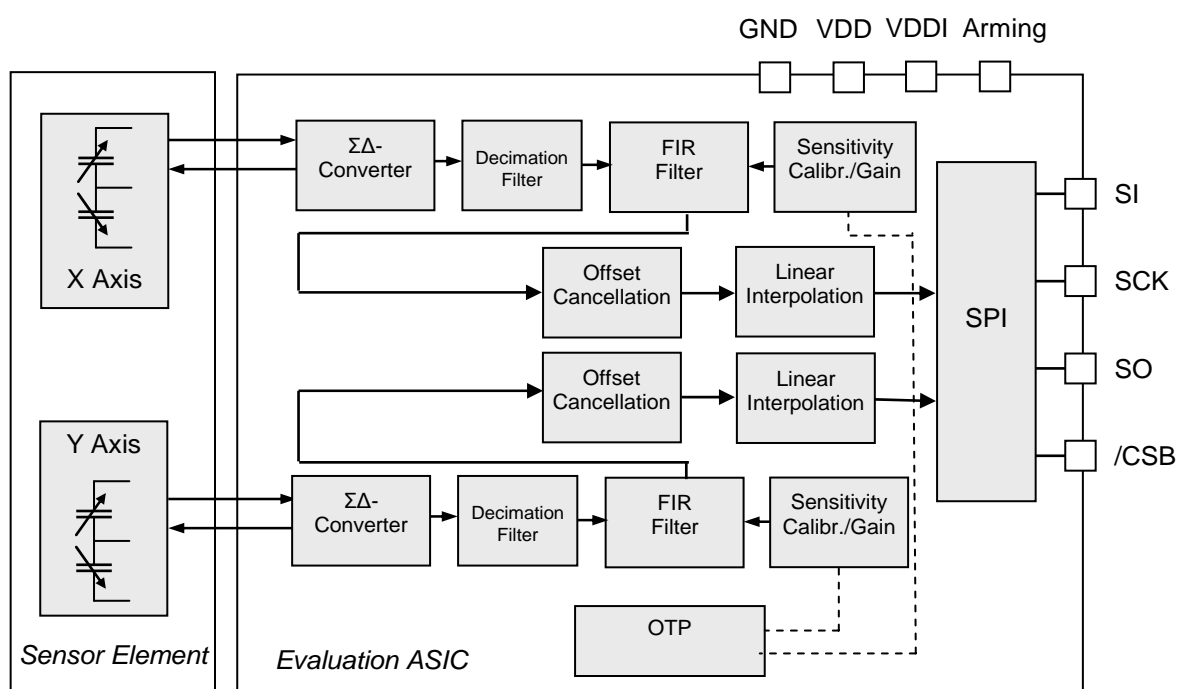 GND VDD VDDI Arming
ΣΔ-
Converter
Decimation
Filter
FIR
Filter
Sensitivity
Calibr./Gain
X Axis
Offset
Cancellation
Linear
Interpolation
SPI
SI
SCK
SO
/CSB
Offset
Cancellation
Linear
Interpolation
Y Axis
ΣΔ-
Converter
Decimation
Filter
FIR
Filter
Sensitivity
Calibr./Gain
OTP
Sensor Element
Evaluation ASIC